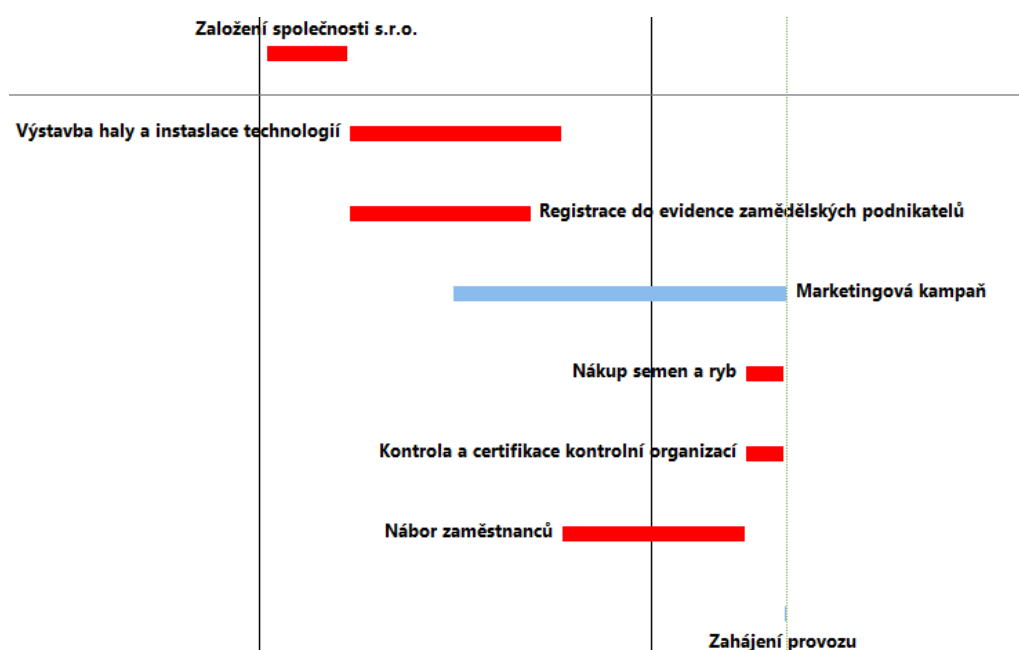 Založení společnosti s.r.o.
Výstavba haly a instaslace technologií
Registrace do evidence zamědělských podnikatelů
Marketingová kampaň
Nákup semen a ryb
Kontrola a certifikace kontrolní organizací
Nábor zaměstnanců
Zahájení provozu